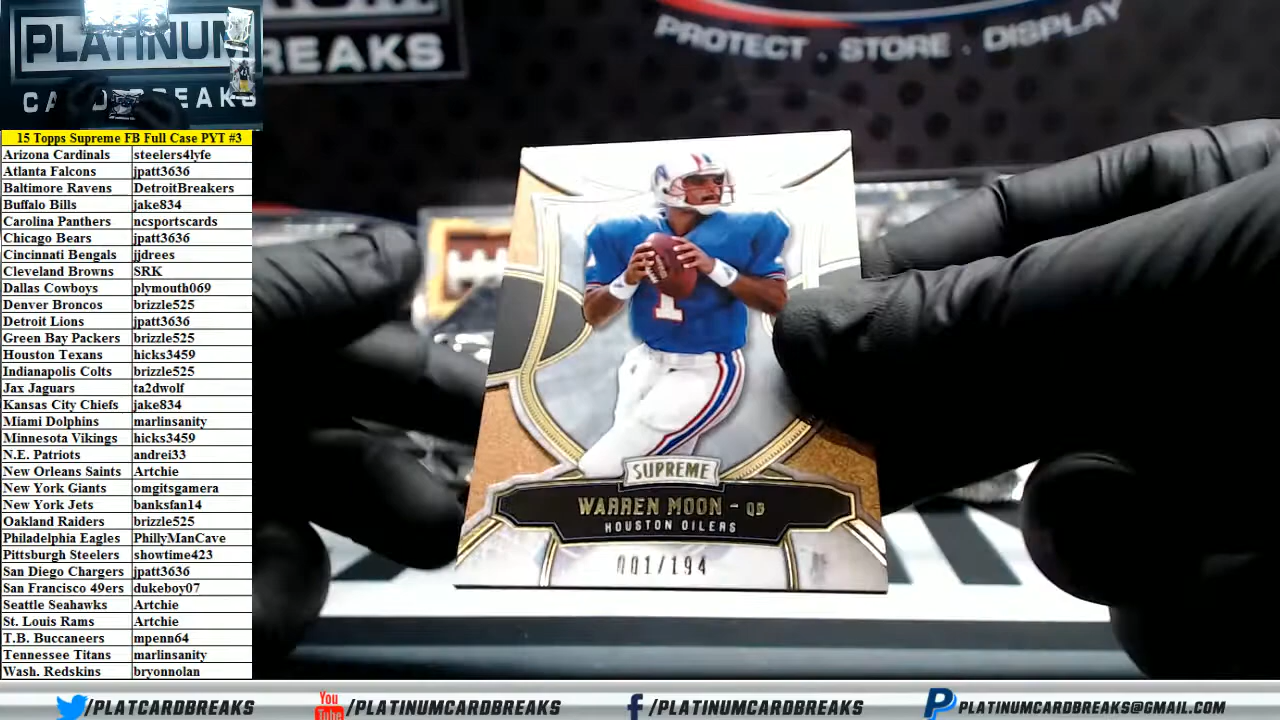 PLATINUM
CARDBREAKS
REAKS
PROTECT . STORE . DISPLAY
15 Topps Supreme FB Full Case PYT #3
Arizona Cardinals steelers4lyfe
Atlanta Falcons jpatt3636
Baltimore Ravens DetroitBreakers
Buffalo Bills jake834
Carolina Panthers ncsportscards
Chicago Bears jpatt3636
Cincinnati Bengals jjdrees
Cleveland Browns SRK
Dallas Cowboys plymouth069
Denver Broncos brizzle525
Detroit Lions jpatt3636
Green Bay Packers brizzle525
Houston Texans hicks3459
Indianapolis Colts brizzle525
Jax Jaguars ta2dwolf
Kansas City Chiefs jake834
Miami Dolphins marlinsanity
Minnesota Vikings hicks3459
N.E. Patriots andrei33
New Orleans Saints Artchie
New York Giants omgitsgamera
New York Jets banksfan14
Oakland Raiders brizzle525
Philadelphia Eagles PhillyManCave
Pittsburgh Steelers showtime423
San Diego Chargers jpatt3636
San Francisco 49ers dukeboy07
Seattle Seahawks Artchie
St. Louis Rams Artchie
T.B. Buccaneers mpenn64
Tennessee Titans marlinsanity
Wash. Redskins bryonnolan
1
SUPREME
WARREN MOON - QB
HOUSTON OILERS
001/194
/PLATCARDBREAKS
You Tube /PLATINUMCARDBREAKS
/PLATINUMCARDBREAKS
PLATINUMCARDBREAKS@GMAIL.COM